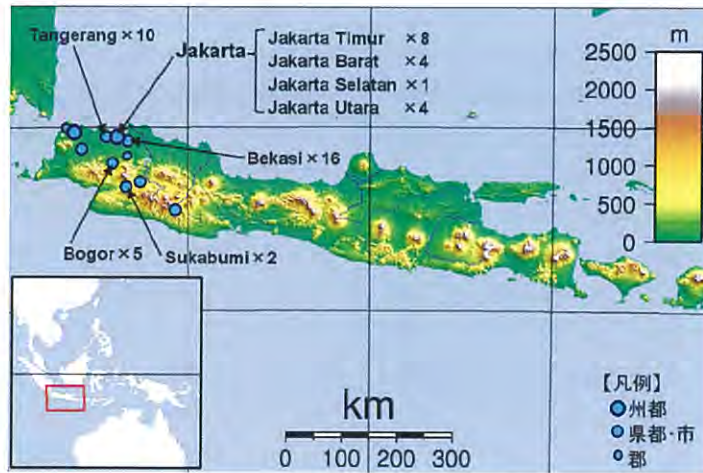 Tangerang×10
Jakarta
Jakarta Timur ×8
Jakarta Barat ×4
Jakarta Selatan ×1
Jakarta Utara ×4
Bekasi×16
Bogor×5
Sukabumi×2
m
2500
2000
1500
1000
500
0
km
0 100 200 300
【凡例】
州都
県都・市
郡